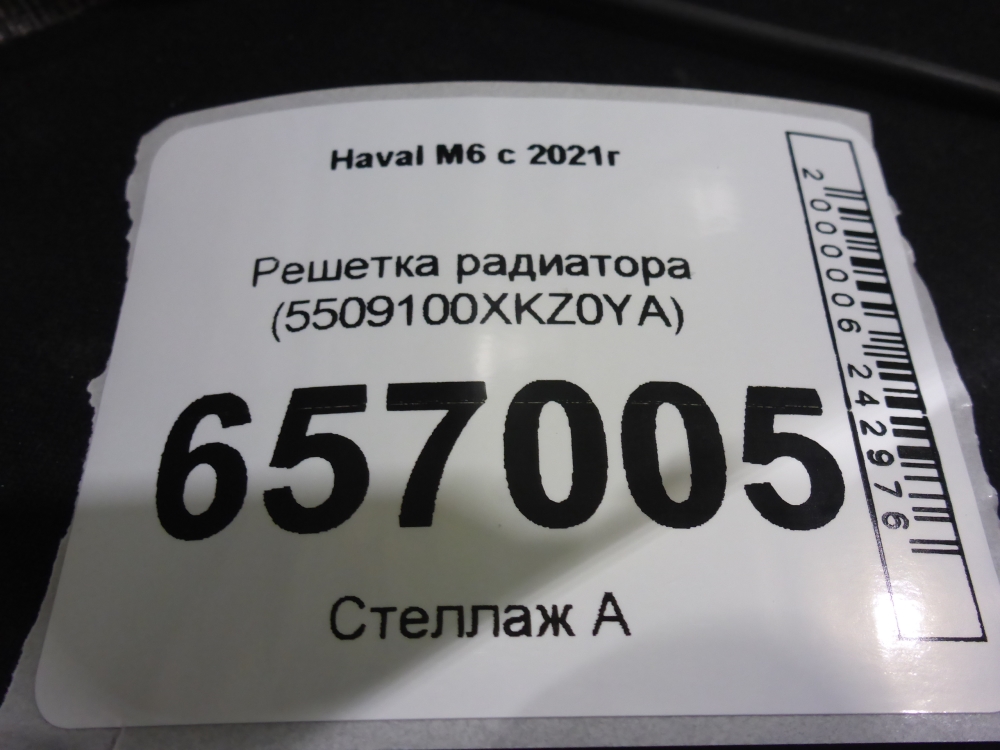 Haval M6 с 2021г
Решетка радиатора
(5509100XKZ0YA)
657005
Стеллаж А
2000006242976